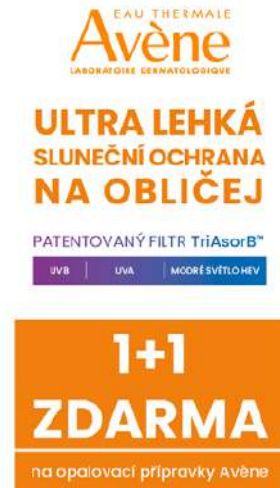 EAU THERMALE
Avène
LABORATOIRE DERMATOLOGIQUE
ULTRA LEHKÁ
SLUNEČNÍ OCHRANA
NA OBLIČEJ
PATENTOVANÝ FILTR TriAsorB™
UVB UVA MODRÉ SVĚTLO HEV
1+1
ZDARMA
na opalovací přípravky Avène